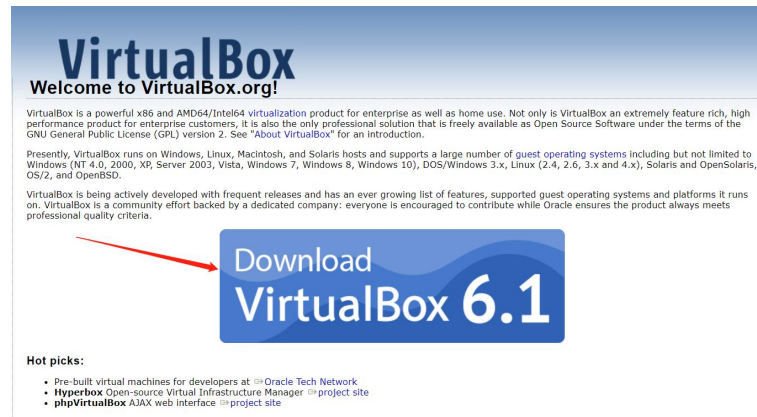 VirtualBox
Welcome to VirtualBox.org!
VirtualBox is a powerful x86 and AMD64/Intel64 virtualization product for enterprise as well as home use. Not only is VirtualBox an extremely feature rich, high
performance product for enterprise customers, it is also the only professional solution that is freely available as Open Source Software under the terms of the
GNU General Public License (GPL) version 2. See "About VirtualBox" for an introduction.
Presently, VirtualBox runs on Windows, Linux, Macintosh, and Solaris hosts and supports a large number of guest operating systems including but not limited to
Windows (NT 4.0, 2000, XP, Server 2003, Vista, Windows 7, Windows 8, Windows 10), DOS/Windows 3.x, Linux (2.4, 2.6, 3.x and 4.x), Solaris and OpenSolaris,
OS/2, and OpenBSD.
VirtualBox is being actively developed with frequent releases and has an ever growing list of features, supported guest operating systems and platforms it runs
on. VirtualBox is a community effort backed by a dedicated company: everyone is encouraged to contribute while Oracle ensures the product always meets
professional quality criteria.
Download
VirtualBox 6.1
Hot picks:
• Pre-built virtual machines for developers at Oracle Tech Network
• Hyperbox Open-source Virtual Infrastructure Manager project site
• phpVirtualBox AJAX web interface project site